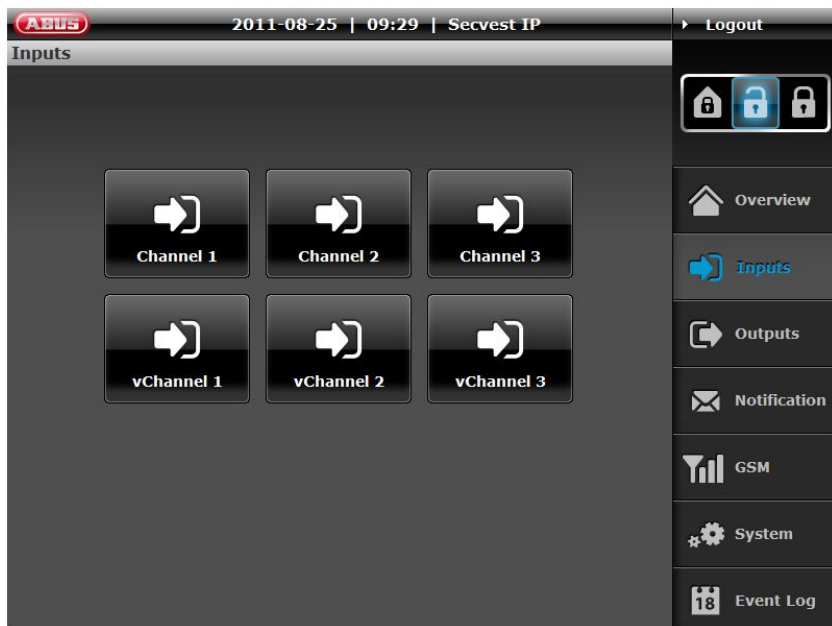 ABUS 2011-08-25 | 09:29 | Secvest IP Logout
Inputs
Channel 1 Channel 2 Channel 3
vChannel 1 vChannel 2 vChannel 3
Overview
Inputs
Outputs
Notification
GSM
System
18 Event Log